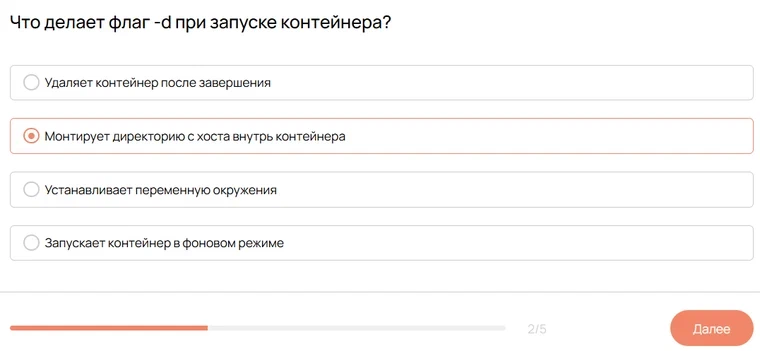 Что делает флаг -d при запуске контейнера?
Удаляет контейнер после завершения
Монтирует директорию с хоста внутрь контейнера
Устанавливает переменную окружения
Запускает контейнер в фоновом режиме
2/5
Далее